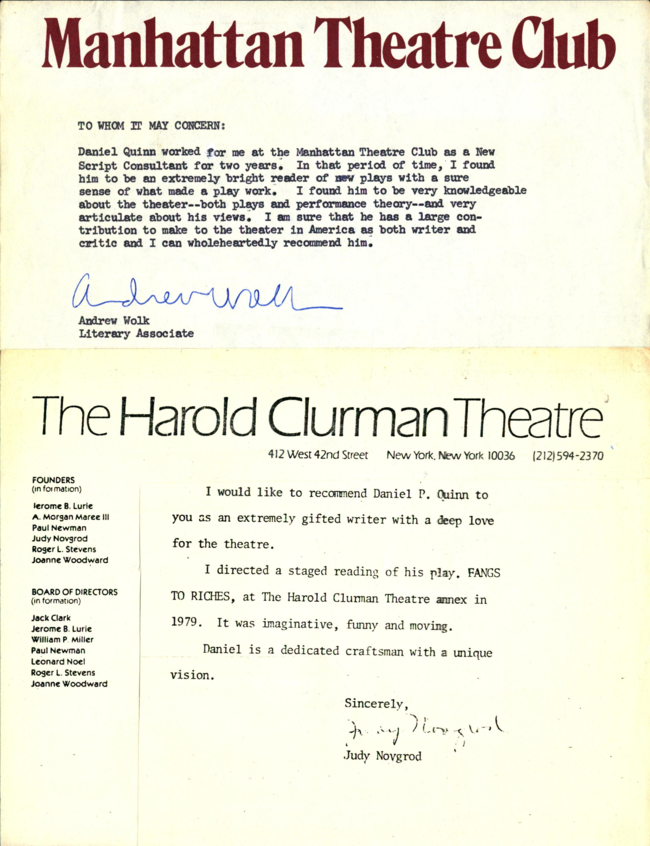 Manhattan Theatre Club
TO WHOM IT MAY CONCERN:
Daniel Quinn worked for me at the Manhattan Theatre Club as a New
Script Consultant for two years. In that period of time, I found
him to be an extremely bright reader of new plays with a sure
sense of what made a play work. I found him to be very knowledgeable
about the theater--both plays and performance theory--and very
articulate about his views. I am sure that he has a large con-
tribution to make to the theater in America as both writer and
critic and I can wholeheartedly recommend him.
Andrew Wolk
Andrew Wolk
Literary Associate
The Harold Clurman Theatre
412 West 42nd Street New York, New York 10036 (212) 594-2370
FOUNDERS
(in formation)
Jerome B. Lurie
A. Morgan Maree III
Paul Newman
Judy Novgrod
Roger L. Stevens
Joanne Woodward
BOARD OF DIRECTORS
(in formation)
Jack Clark
Jerome B. Lurie
William P. Miller
Paul Newman
Leonard Noel
Roger L. Stevens
Joanne Woodward
I would like to recommend Daniel P. Quinn to
you as an extremely gifted writer with a deep love
for the theatre.
I directed a staged reading of his play. FANGS
TO RICHES, at The Harold Clurman Theatre annex in
1979. It was imaginative, funny and moving.
Daniel is a dedicated craftsman with a unique
vision.
Sincerely,
Judy Novgrod
Judy Novgrod